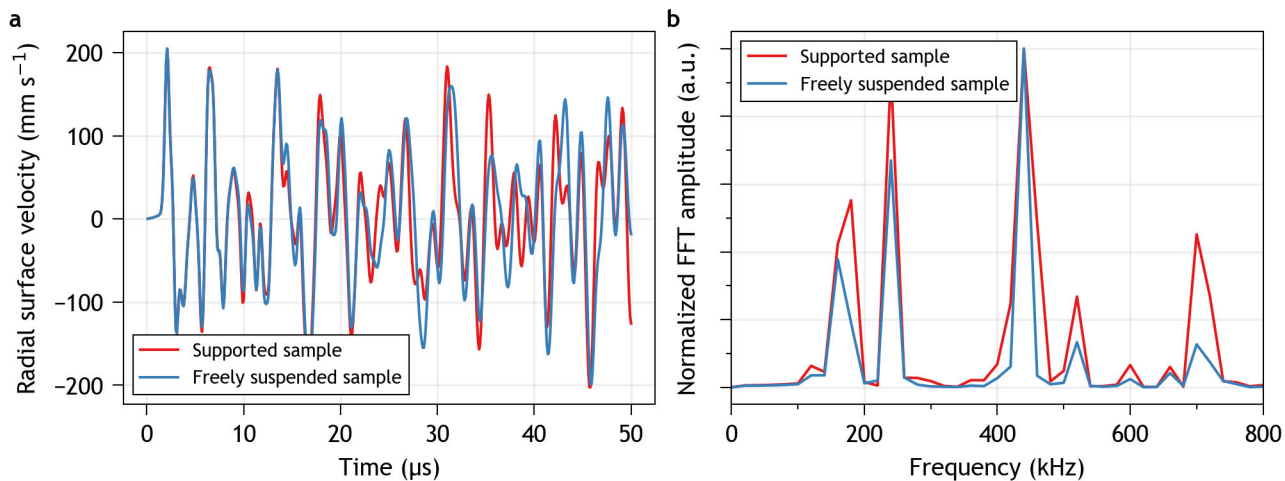 a
Radial surface velocity (mm s⁻¹)
200
100
0
−100
−200
Supported sample
Freely suspended sample
0
10
20
30
40
50
Time (μs)
b
Normalized FFT amplitude (a.u.)
Supported sample
Freely suspended sample
0
200
400
600
800
Frequency (kHz)